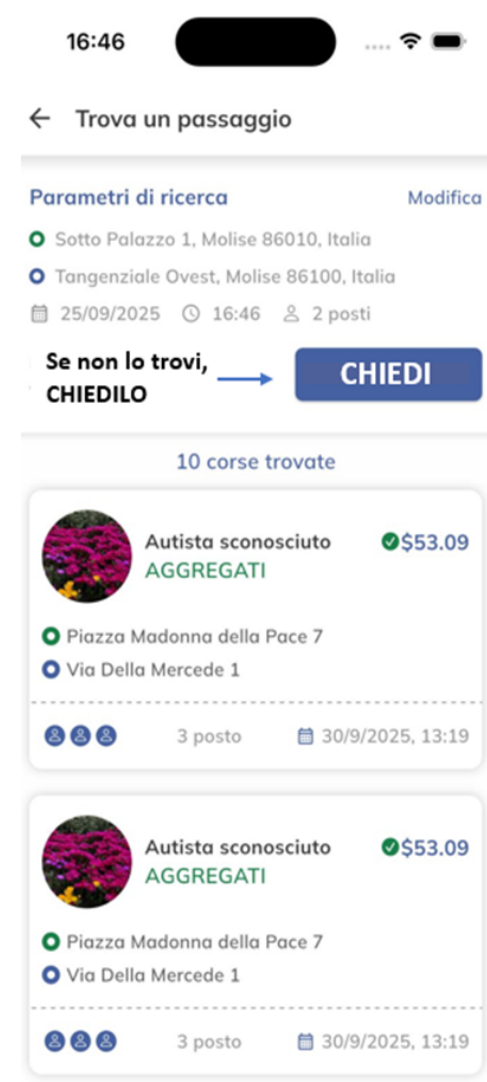 16:46
Trova un passaggio
Parametri di ricerca Modifica
Sotto Palazzo 1, Molise 86010, Italia
Tangenziale Ovest, Molise 86100, Italia
25/09/2025 16:46 2 posti
Se non lo trovi,
CHIEDILO
CHIEDI
10 corse trovate
Autista sconosciuto $53.09
AGGREGATI
Piazza Madonna della Pace 7
Via Della Mercede 1
3 posto 30/9/2025, 13:19
Autista sconosciuto $53.09
AGGREGATI
Piazza Madonna della Pace 7
Via Della Mercede 1
3 posto 30/9/2025, 13:19